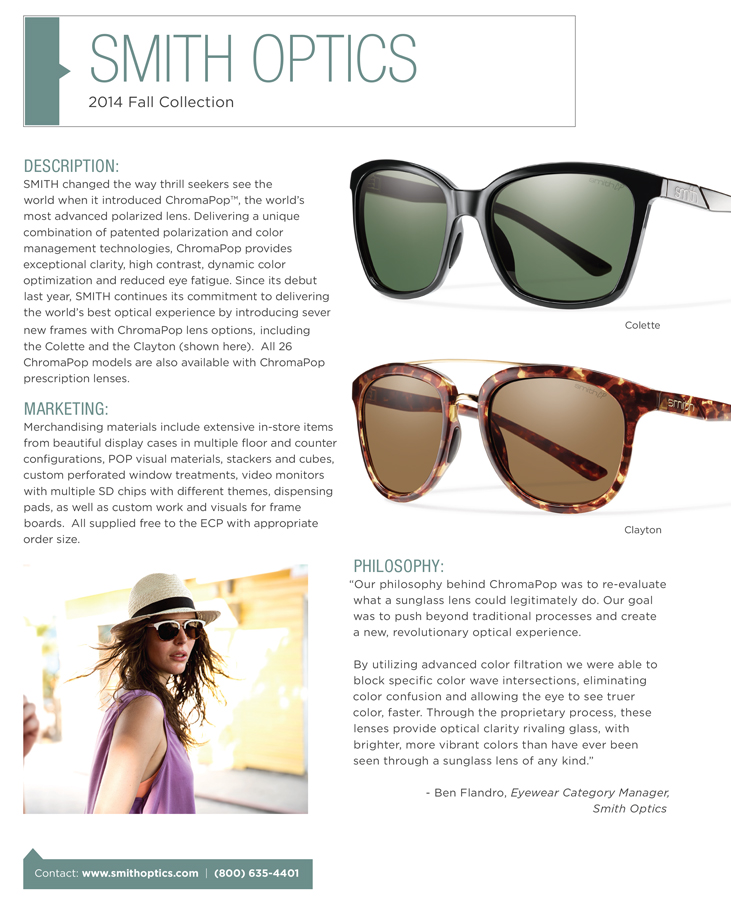 SMITH OPTICS
2014 Fall Collection
DESCRIPTION:
SMITH changed the way thrill seekers see the
world when it introduced ChromaPop™, the world's
most advanced polarized lens. Delivering a unique
combination of patented polarization and color
management technologies, ChromaPop provides
exceptional clarity, high contrast, dynamic color
optimization and reduced eye fatigue. Since its debut
last year, SMITH continues its commitment to delivering
the world's best optical experience by introducing sever
new frames with ChromaPop lens options, including
the Colette and the Clayton (shown here).  All 26
ChromaPop models are also available with ChromaPop
prescription lenses.
MARKETING:
Merchandising materials include extensive in-store items
from beautiful display cases in multiple floor and counter
configurations, POP visual materials, stackers and cubes,
custom perforated window treatments, video monitors
with multiple SD chips with different themes, dispensing
pads, as well as custom work and visuals for frame
boards.  All supplied free to the ECP with appropriate
order size.
smith
Colette
smith
Clayton
PHILOSOPHY:
“Our philosophy behind ChromaPop was to re-evaluate
what a sunglass lens could legitimately do. Our goal
was to push beyond traditional processes and create
a new, revolutionary optical experience.
By utilizing advanced color filtration we were able to
block specific color wave intersections, eliminating
color confusion and allowing the eye to see truer
color, faster. Through the proprietary process, these
lenses provide optical clarity rivaling glass, with
brighter, more vibrant colors than have ever been
seen through a sunglass lens of any kind.”
- Ben Flandro, Eyewear Category Manager,
Smith Optics
Contact: www.smithoptics.com | (800) 635-4401